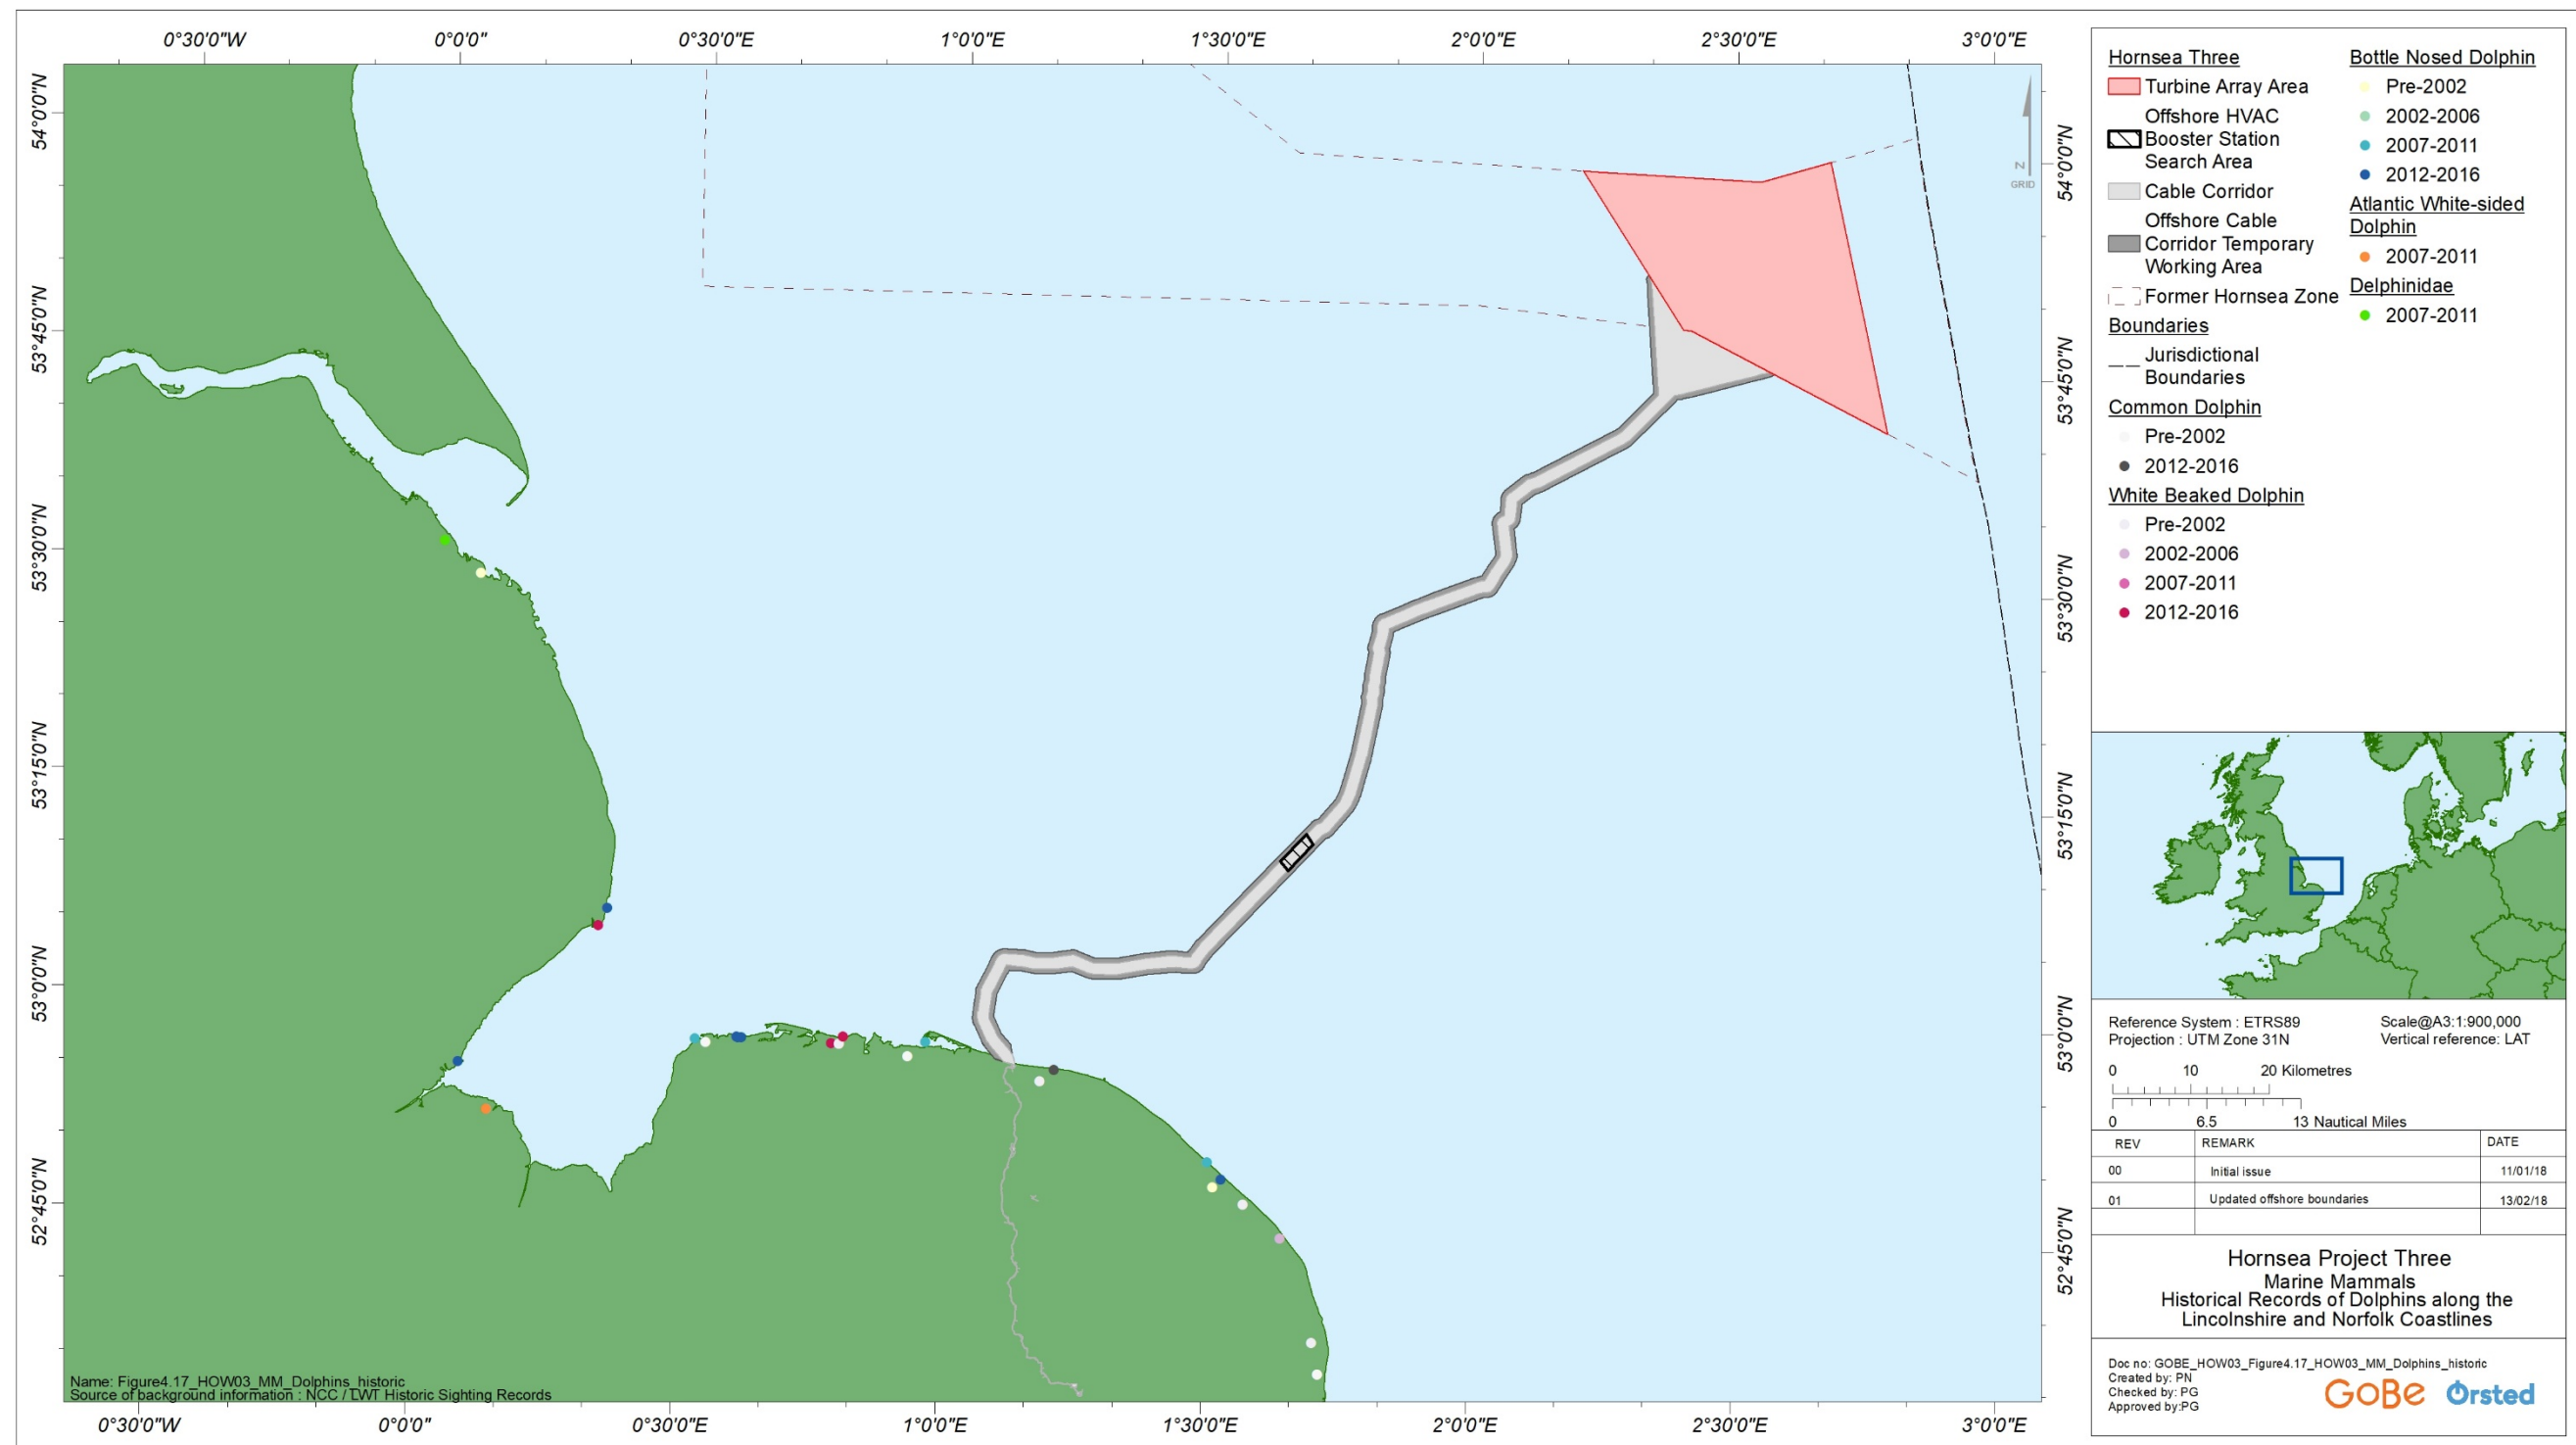 0°30'0"W 0°0'0" 0°30'0"E 1°0'0"E 1°30'0"E 2°0'0"E 2°30'0"E 3°0'0"E
54°0'0"N
53°45'0"N
53°30'0"N
53°15'0"N
53°0'0"N
52°45'0"N
N
GRID
54°0'0"N
53°45'0"N
53°30'0"N
53°15'0"N
53°0'0"N
52°45'0"N
Name: Figure4.17_HOW03_MM_Dolphins_historic
Source of background information : NCC / LWT Historic Sighting Records
0°30'0"W 0°0'0" 0°30'0"E 1°0'0"E 1°30'0"E 2°0'0"E 2°30'0"E 3°0'0"E
Hornsea Three
Turbine Array Area
Offshore HVAC
Booster Station
Search Area
Cable Corridor
Offshore Cable
Corridor Temporary
Working Area
Former Hornsea Zone
Boundaries
Jurisdictional
Boundaries
Common Dolphin
Pre-2002
2012-2016
White Beaked Dolphin
Pre-2002
2002-2006
2007-2011
2012-2016
Bottle Nosed Dolphin
Pre-2002
2002-2006
2007-2011
2012-2016
Atlantic White-sided
Dolphin
2007-2011
Delphinidae
2007-2011
Reference System : ETRS89
Projection : UTM Zone 31N
Scale@A3:1:900,000
Vertical reference: LAT
0 10 20 Kilometres
0 6.5 13 Nautical Miles
REV REMARK DATE
00 Initial issue 11/01/18
01 Updated offshore boundaries 13/02/18
Hornsea Project Three
Marine Mammals
Historical Records of Dolphins along the
Lincolnshire and Norfolk Coastlines
Doc no: GOBE_HOW03_Figure4.17_HOW03_MM_Dolphins_historic
Created by: PN
Checked by: PG
Approved by:PG
GoBe Ørsted